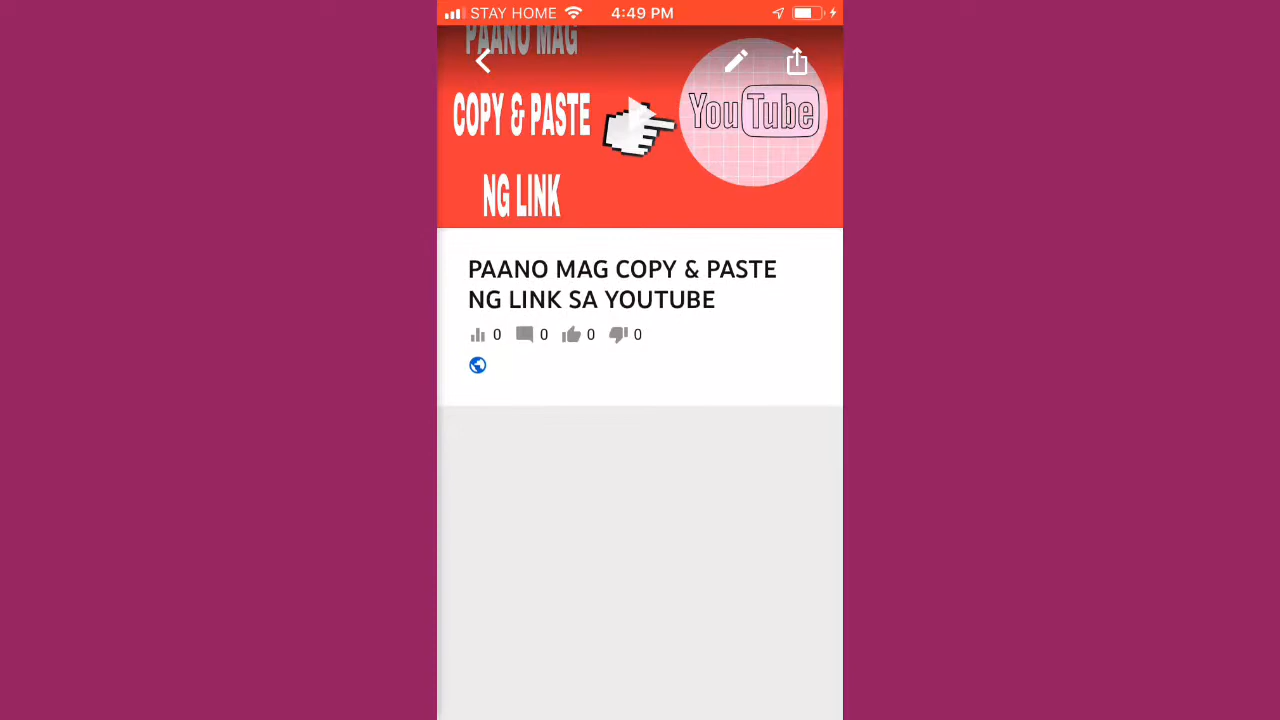 STAY HOME 4:49 PM
PAANO MAG
COPY & PASTE
NG LINK
YouTube
PAANO MAG COPY & PASTE
NG LINK SA YOUTUBE
0 0 0 0